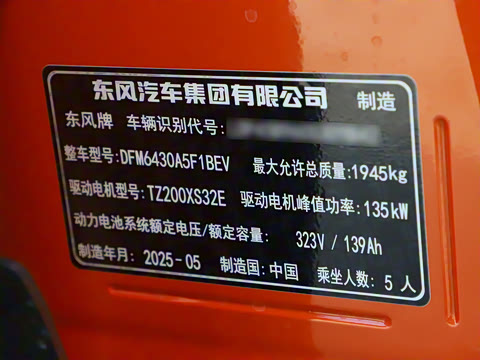 东风汽车集团有限公司 制造
东风牌 车辆识别代号:
整车型号:DFM6430A5F1BEV 最大允许总质量:1945kg
驱动电机型号:TZ200XS32E 驱动电机峰值功率:135kW
动力电池系统额定电压/额定容量: 323V / 139Ah
制造年月: 2025-05 制造国:中国 乘坐人数: 5 人